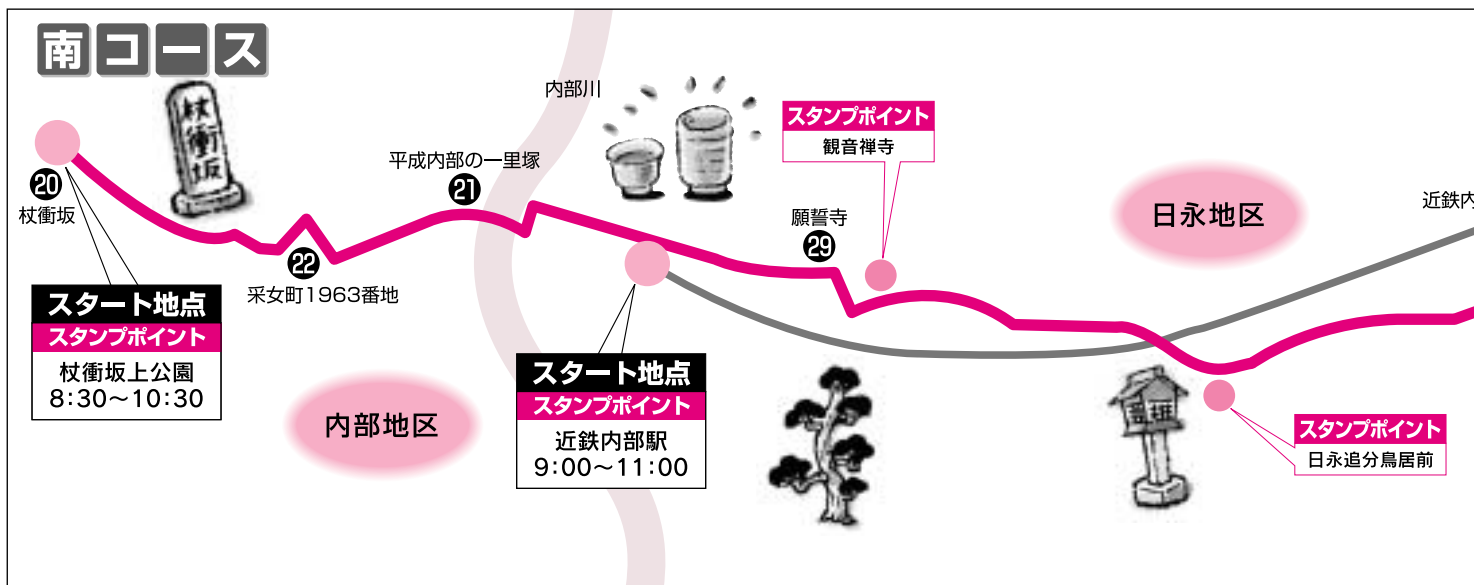 南コース
杖衝坂
内部川
スタンプポイント
観音禅寺
平成内部の一里塚
21
20
杖衝坂
願誓寺
29
日永地区
近鉄内
22
采女町1963番地
スタート地点
スタンプポイント
杖衝坂上公園
8:30〜10:30
スタート地点
スタンプポイント
近鉄内部駅
9:00〜11:00
内部地区
スタンプポイント
日永追分鳥居前